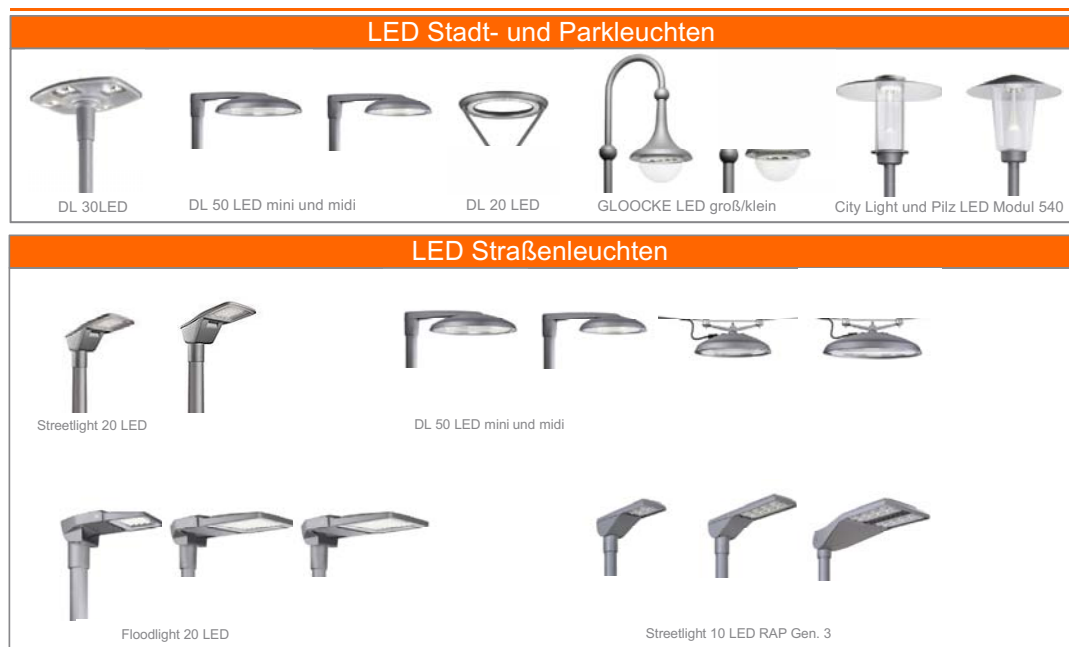 LED Stadt- und Parkleuchten
DL 30LED
DL 50 LED mini und midi
DL 20 LED
GLOOCKE LED groß/klein
City Light und Pilz LED Modul 540
LED Straßenleuchten
Streetlight 20 LED
DL 50 LED mini und midi
Floodlight 20 LED
Streetlight 10 LED RAP Gen. 3